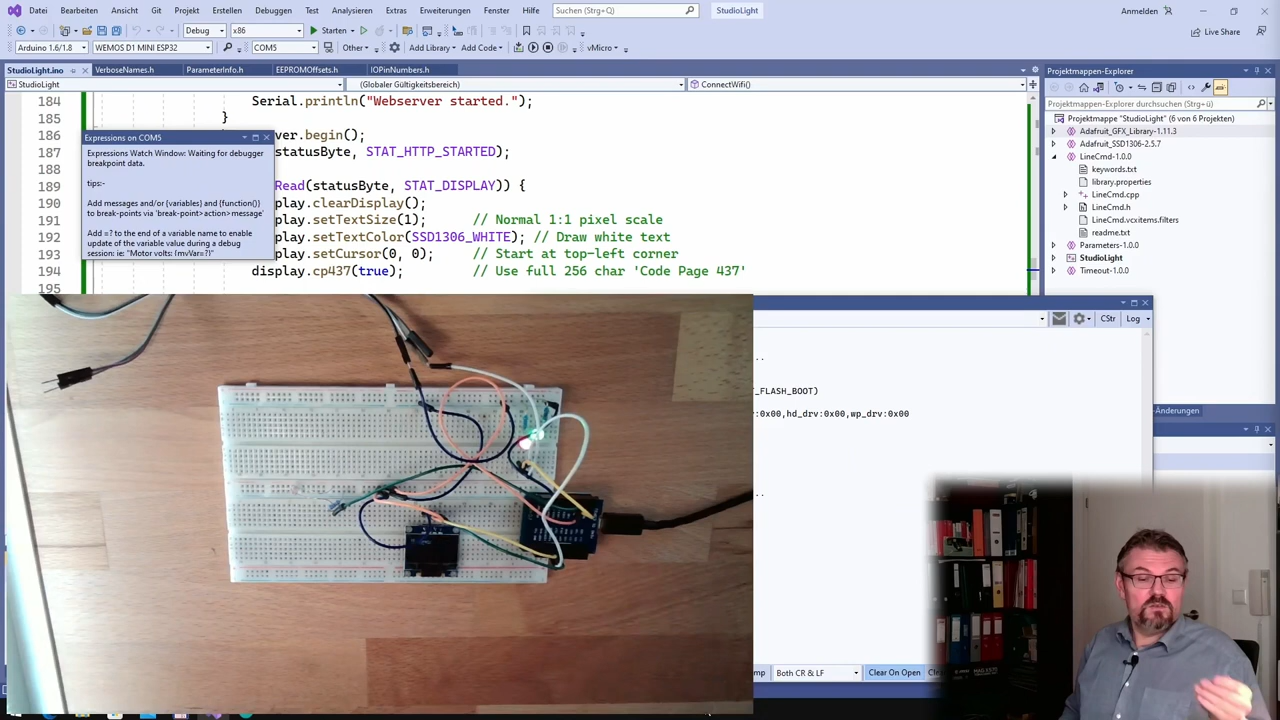 Datei Bearbeiten Ansicht Git Projekt Erstellen Debuggen Test Analysieren Extras Erweiterungen Fenster Hilfe Suchen (Strg+Q) StudioLight Anmelden
Debug x86 Starten Live Share
Arduino 1.6/1.8 WEMOS D1 MINI ESP32 COM5 Other Add Library Add Code vMicro
StudioLight.ino VerboseNames.h ParameterInfo.h EEPROMOffsets.h IOPinNumbers.h
StudioLight (Globaler Gültigkeitsbereich) ConnectWifi()
184 Serial.println("Webserver started.");
185 }
186 ver.begin();
187 statusByte, STAT_HTTP_STARTED);
188
189 Read(statusByte, STAT_DISPLAY)) {
190 play.clearDisplay();
191 play.setTextSize(1); // Normal 1:1 pixel scale
192 play.setTextColor(SSD1306_WHITE); // Draw white text
193 play.setCursor(0, 0); // Start at top-left corner
194 display.cp437(true); // Use full 256 char 'Code Page 437'
195
Expressions on COM5
Expressions Watch Window: Waiting for debugger
breakpoint data.
tips:-
Add messages and/or {variables} and {function()}
to break-points via 'break-point>action>message'
Add =? to the end of a variable name to enable
update of the variable value during a debug
session: ie: "Motor volts: {mvVar=?}"
Projektmappen-Explorer
Projektmappen-Explorer durchsuchen (Strg+ü)
Projektmappe "StudioLight" (6 von 6 Projekten)
Adafruit_GFX_Library-1.11.3
Adafruit_SSD1306-2.5.7
LineCmd-1.0.0
keywords.txt
library.properties
LineCmd.cpp
LineCmd.h
LineCmd.vcxitems.filters
readme.txt
Parameters-1.0.0
StudioLight
Timeout-1.0.0
CStr Log
..
_FLASH_BOOT)
:0x00,hd_drv:0x00,wp_drv:0x00
..
-Änderungen
mp Both CR & LF Clear On Open